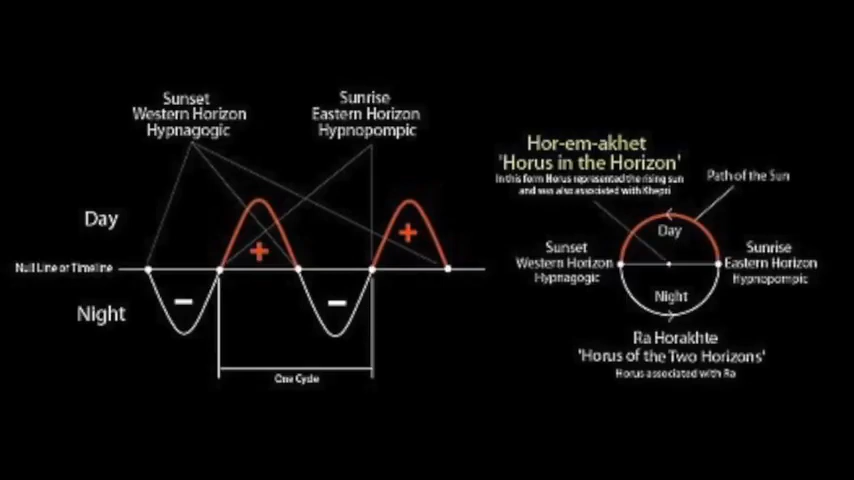 Sunset
Western Horizon
Hypnagogic
Sunrise
Eastern Horizon
Hypnopompic
Day
+
+
Null Line or Timeline
−
−
Night
One Cycle
Hor-em-akhet
'Horus in the Horizon'
In this form Horus represented the rising sun
and was also associated with Khepri
Path of the Sun
Day
Sunset
Western Horizon
Hypnagogic
Sunrise
Eastern Horizon
Hypnopompic
Night
Ra Horakhte
'Horus of the Two Horizons'
Horus associated with Ra